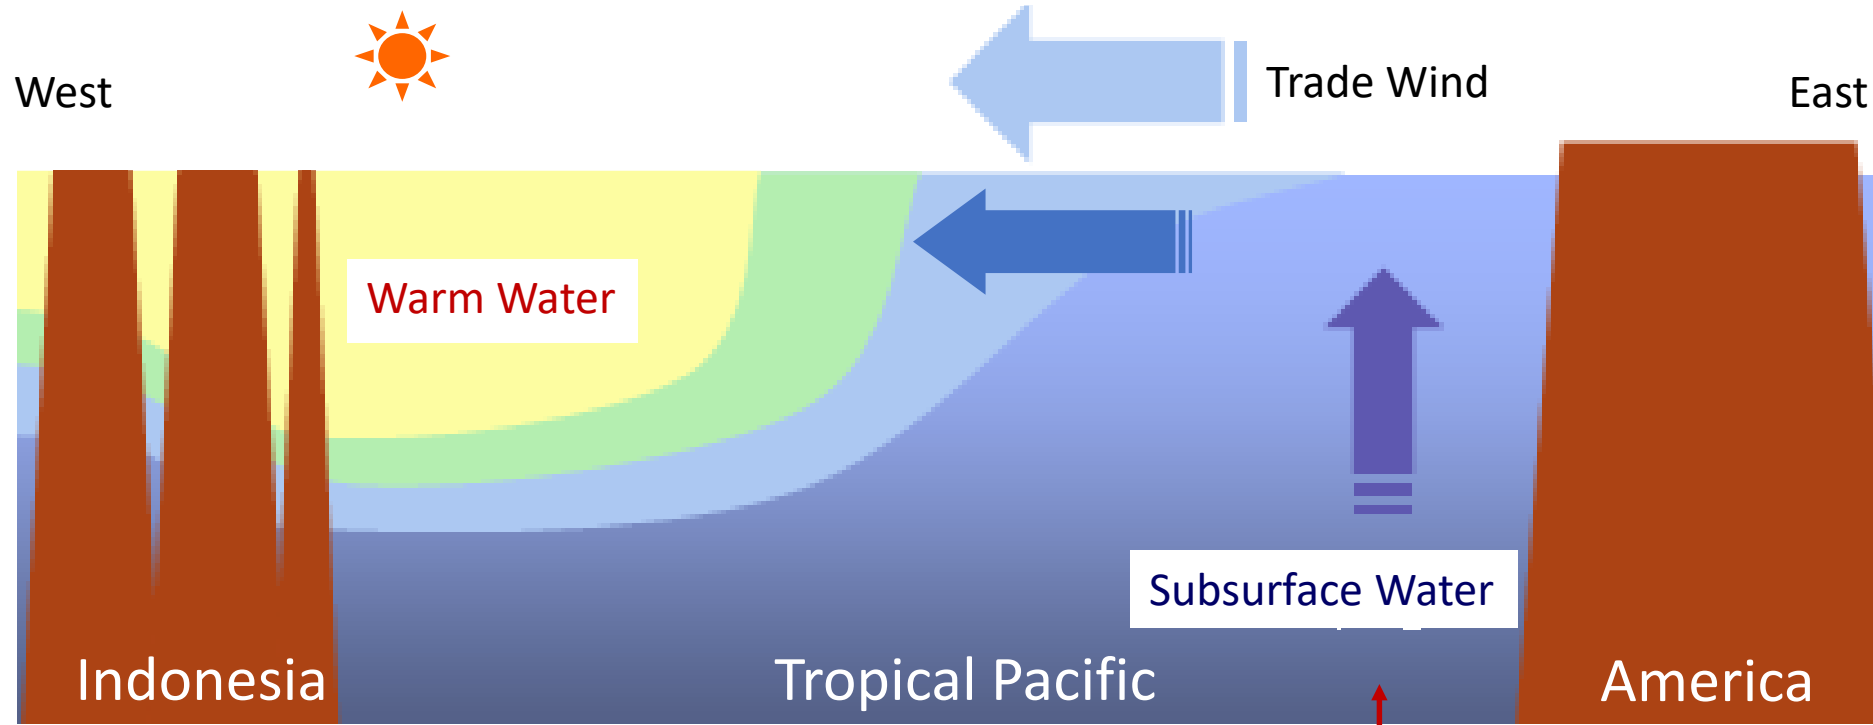 West
Trade Wind
East
Warm Water
Subsurface Water
Indonesia
Tropical Pacific
America